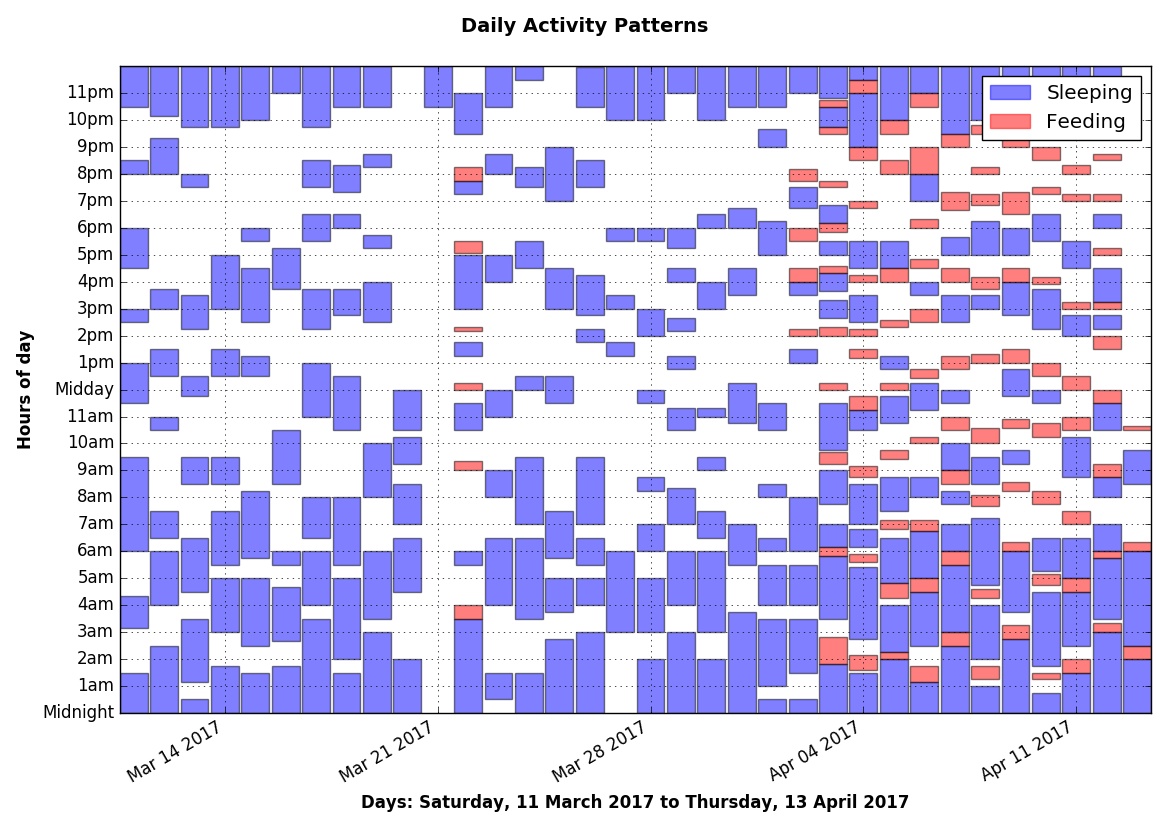 Daily Activity Patterns
Sleeping
Feeding
Hours of day
11pm
10pm
9pm
8pm
7pm
6pm
5pm
4pm
3pm
2pm
1pm
Midday
11am
10am
9am
8am
7am
6am
5am
4am
3am
2am
1am
Midnight
Mar 14 2017
Mar 21 2017
Mar 28 2017
Apr 04 2017
Apr 11 2017
Days: Saturday, 11 March 2017 to Thursday, 13 April 2017